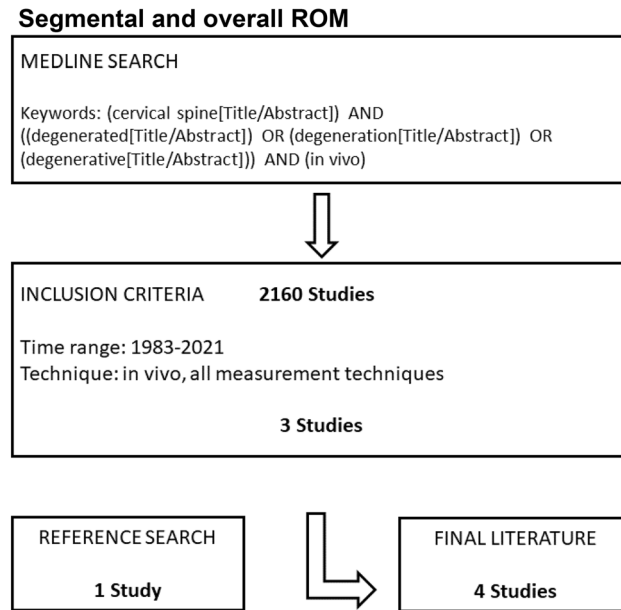 Segmental and overall ROM
MEDLINE SEARCH
Keywords: (cervical spine[Title/Abstract]) AND
((degenerated[Title/Abstract]) OR (degeneration[Title/Abstract]) OR
(degenerative[Title/Abstract])) AND (in vivo)
INCLUSION CRITERIA 2160 Studies
Time range: 1983-2021
Technique: in vivo, all measurement techniques
3 Studies
REFERENCE SEARCH
1 Study
FINAL LITERATURE
4 Studies